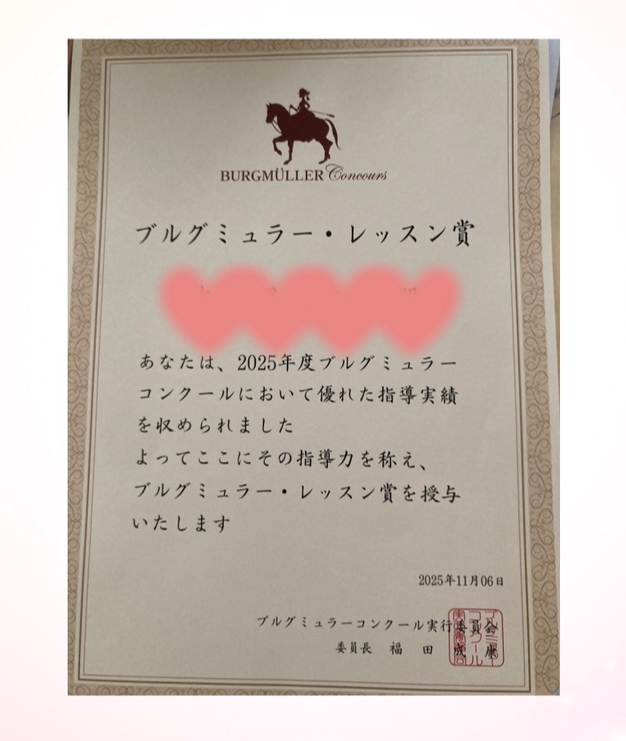 BURGMÜLLER Concours
ブルグミュラー・レッスン賞
あなたは、2025年度ブルグミュラー
コンクールにおいて優れた指導実績
を収められました
よってここにその指導力を称え、
ブルグミュラー・レッスン賞を授与
いたします
2025年11月06日
ブルグミュラーコンクール実行委員会
委員長 福田成康